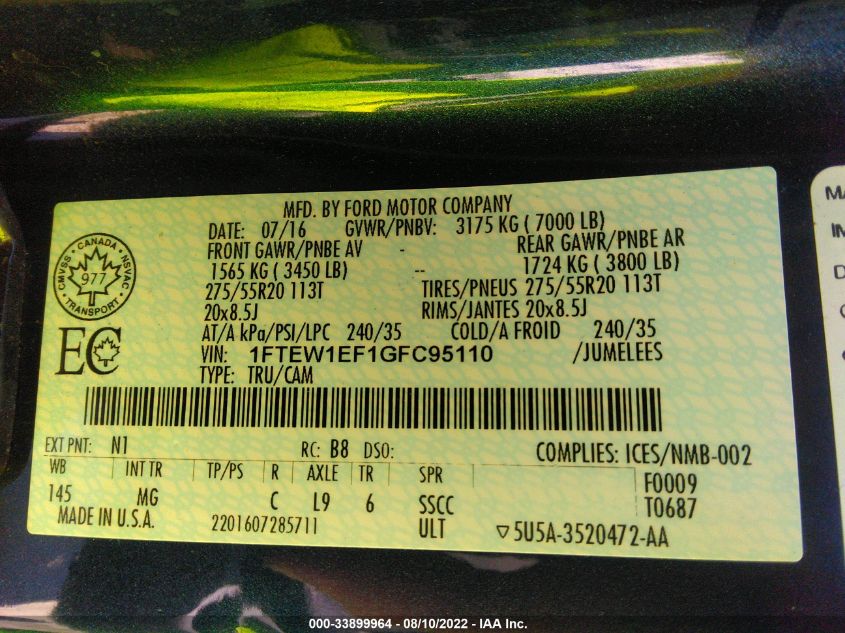 MFD. BY FORD MOTOR COMPANY
DATE: 07/16 GVWR/PNBV: 3175 KG ( 7000 LB)
FRONT GAWR/PNBE AV - REAR GAWR/PNBE AR
1565 KG ( 3450 LB) -- 1724 KG ( 3800 LB)
275/55R20 113T TIRES/PNEUS 275/55R20 113T
20x8.5J RIMS/JANTES 20x8.5J
AT/A kPa/PSI/LPC 240/35 COLD/A FROID 240/35
VIN: 1FTEW1EF1GFC95110 /JUMELEES
TYPE: TRU/CAM
CANADA
CMVSS NSVAC
977
TRANSPORT
EC
EXT PNT: N1 RC: B8 DSO: COMPLIES: ICES/NMB-002
WB INT TR TP/PS R AXLE TR SPR F0009
145 MG C L9 6 SSCC T0687
MADE IN U.S.A. 2201607285711 ULT ▽5U5A-3520472-AA
MA
IM
D
000-33899964 - 08/10/2022 - IAA Inc.